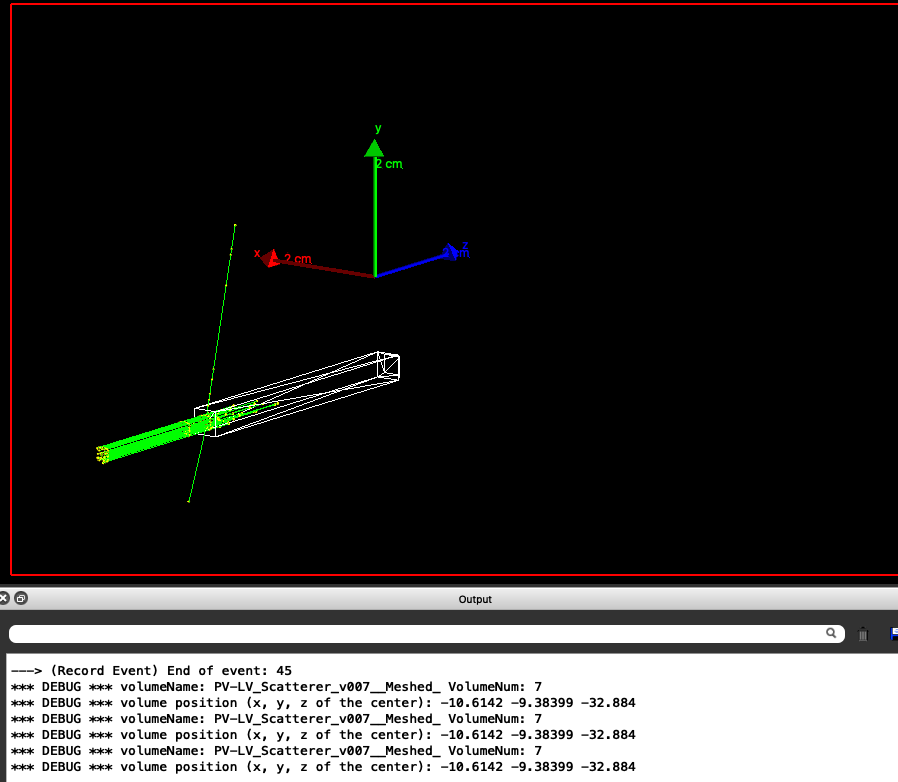 y
2 cm
x
2 cm
z
Output
———> (Record Event) End of event: 45
*** DEBUG *** volumeName: PV-LV_Scatterer_v007__Meshed_ VolumeNum: 7
*** DEBUG *** volume position (x, y, z of the center): -10.6142 -9.38399 -32.884
*** DEBUG *** volumeName: PV-LV_Scatterer_v007__Meshed_ VolumeNum: 7
*** DEBUG *** volume position (x, y, z of the center): -10.6142 -9.38399 -32.884
*** DEBUG *** volumeName: PV-LV_Scatterer_v007__Meshed_ VolumeNum: 7
*** DEBUG *** volume position (x, y, z of the center): -10.6142 -9.38399 -32.884